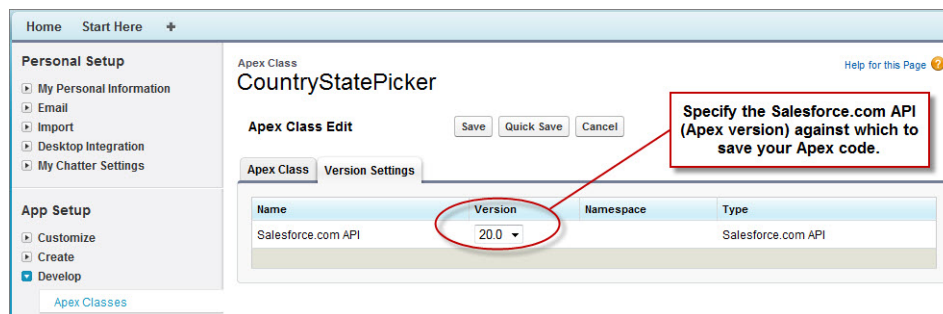 Home Start Here +
Personal Setup
My Personal Information
Email
Import
Desktop Integration
My Chatter Settings
App Setup
Customize
Create
Develop
Apex Classes
Apex Class
CountryStatePicker
Help for this Page ?
Apex Class Edit Save Quick Save Cancel
Specify the Salesforce.com API
(Apex version) against which to
save your Apex code.
Apex Class Version Settings
Name Version Namespace Type
Salesforce.com API 20.0 Salesforce.com API